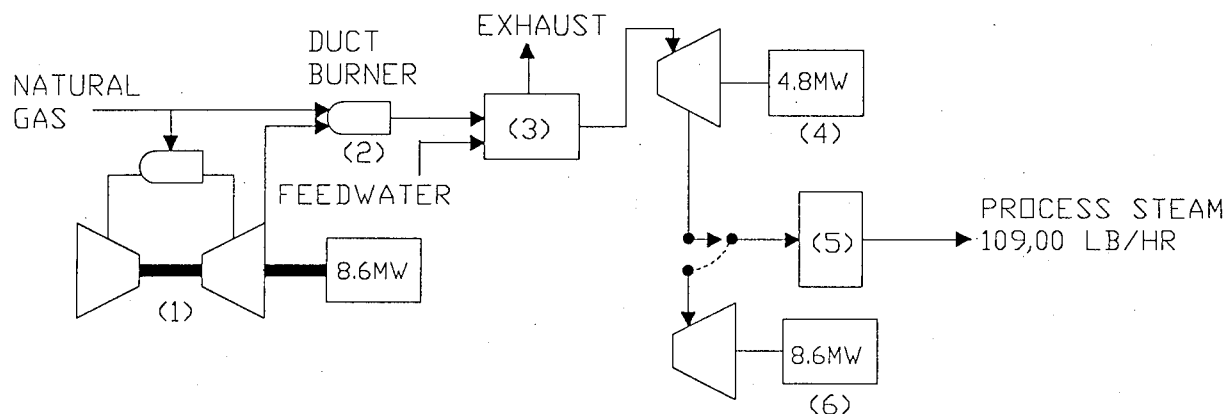 EXHAUST
DUCT
BURNER
NATURAL
GAS
(2)
(3)
FEEDWATER
4.8MW
(4)
8.6MW
(1)
(5)
PROCESS STEAM
109,00 LB/HR
8.6MW
(6)